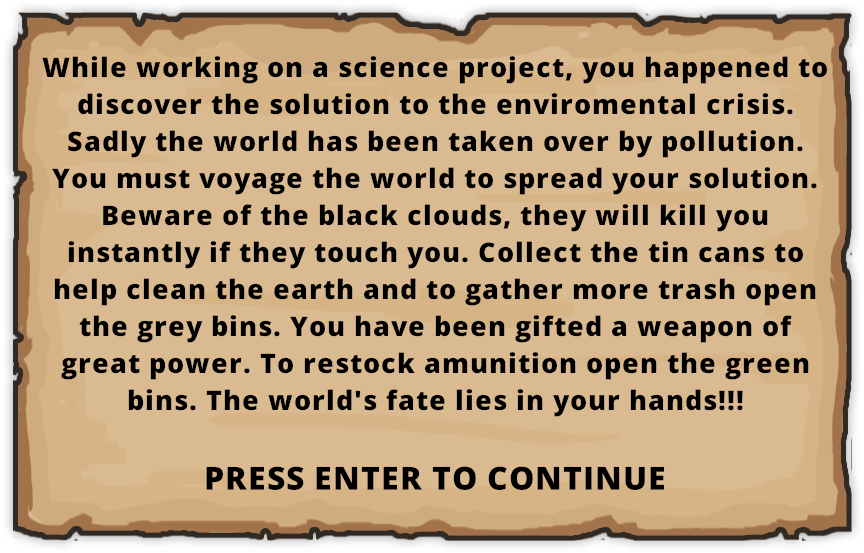 While working on a science project, you happened to
discover the solution to the enviromental crisis.
Sadly the world has been taken over by pollution.
You must voyage the world to spread your solution.
Beware of the black clouds, they will kill you
instantly if they touch you. Collect the tin cans to
help clean the earth and to gather more trash open
the grey bins. You have been gifted a weapon of
great power. To restock amunition open the green
bins. The world's fate lies in your hands!!!
PRESS ENTER TO CONTINUE